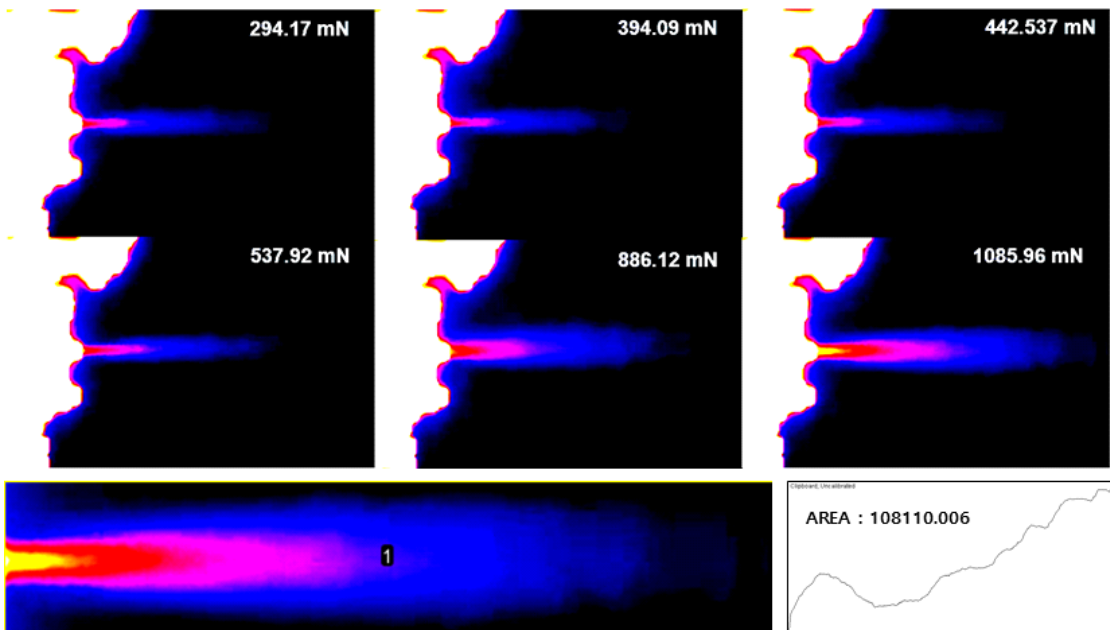 294.17 mN
394.09 mN
442.537 mN
537.92 mN
886.12 mN
1085.96 mN
1
Clipboard, Uncalibrated
AREA : 108110.006